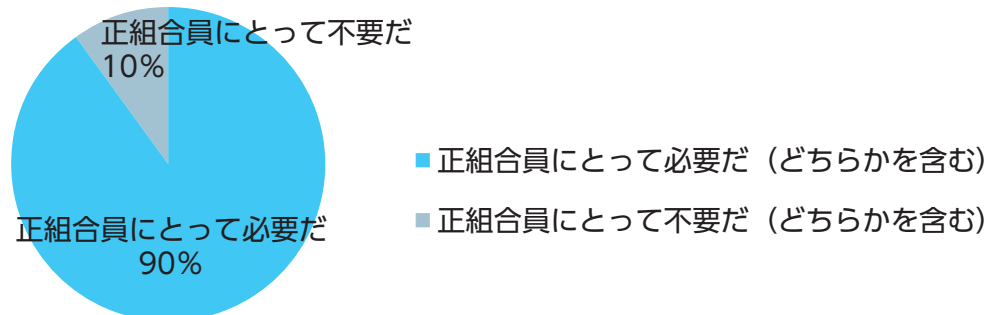 正組合員にとって不要だ
10%
正組合員にとって必要だ
90%
正組合員にとって必要だ（どちらかを含む）
正組合員にとって不要だ（どちらかを含む）